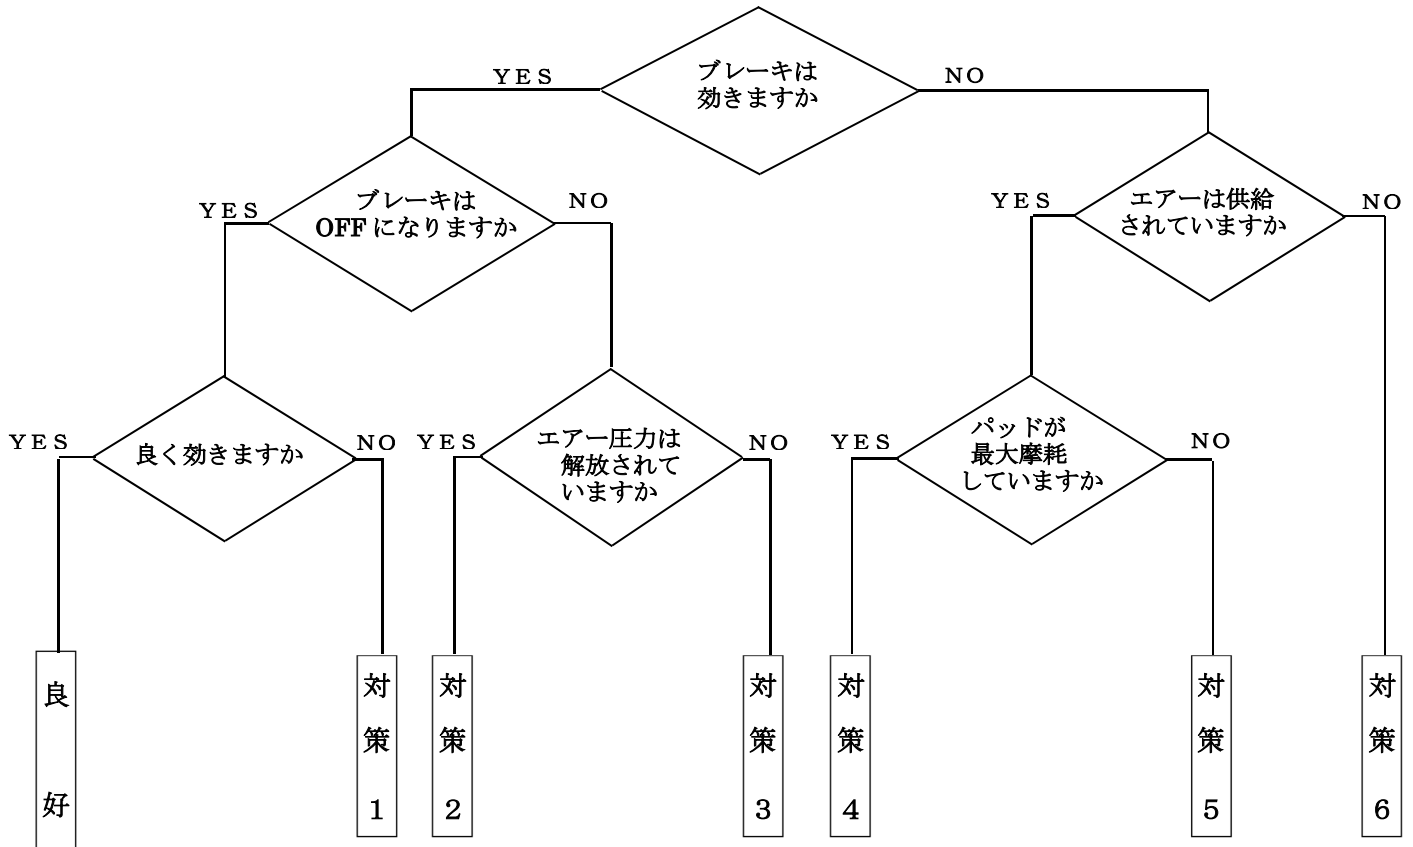 ブレーキは
効きますか
YES
NO
ブレーキは
OFFになりますか
YES
NO
エアーは供給
されていますか
YES
NO
良く効きますか
YES
NO
エアー圧力は
解放されて
いますか
YES
NO
パッドが
最大摩耗
していますか
YES
NO
良好
対策1
対策2
対策3
対策4
対策5
対策6